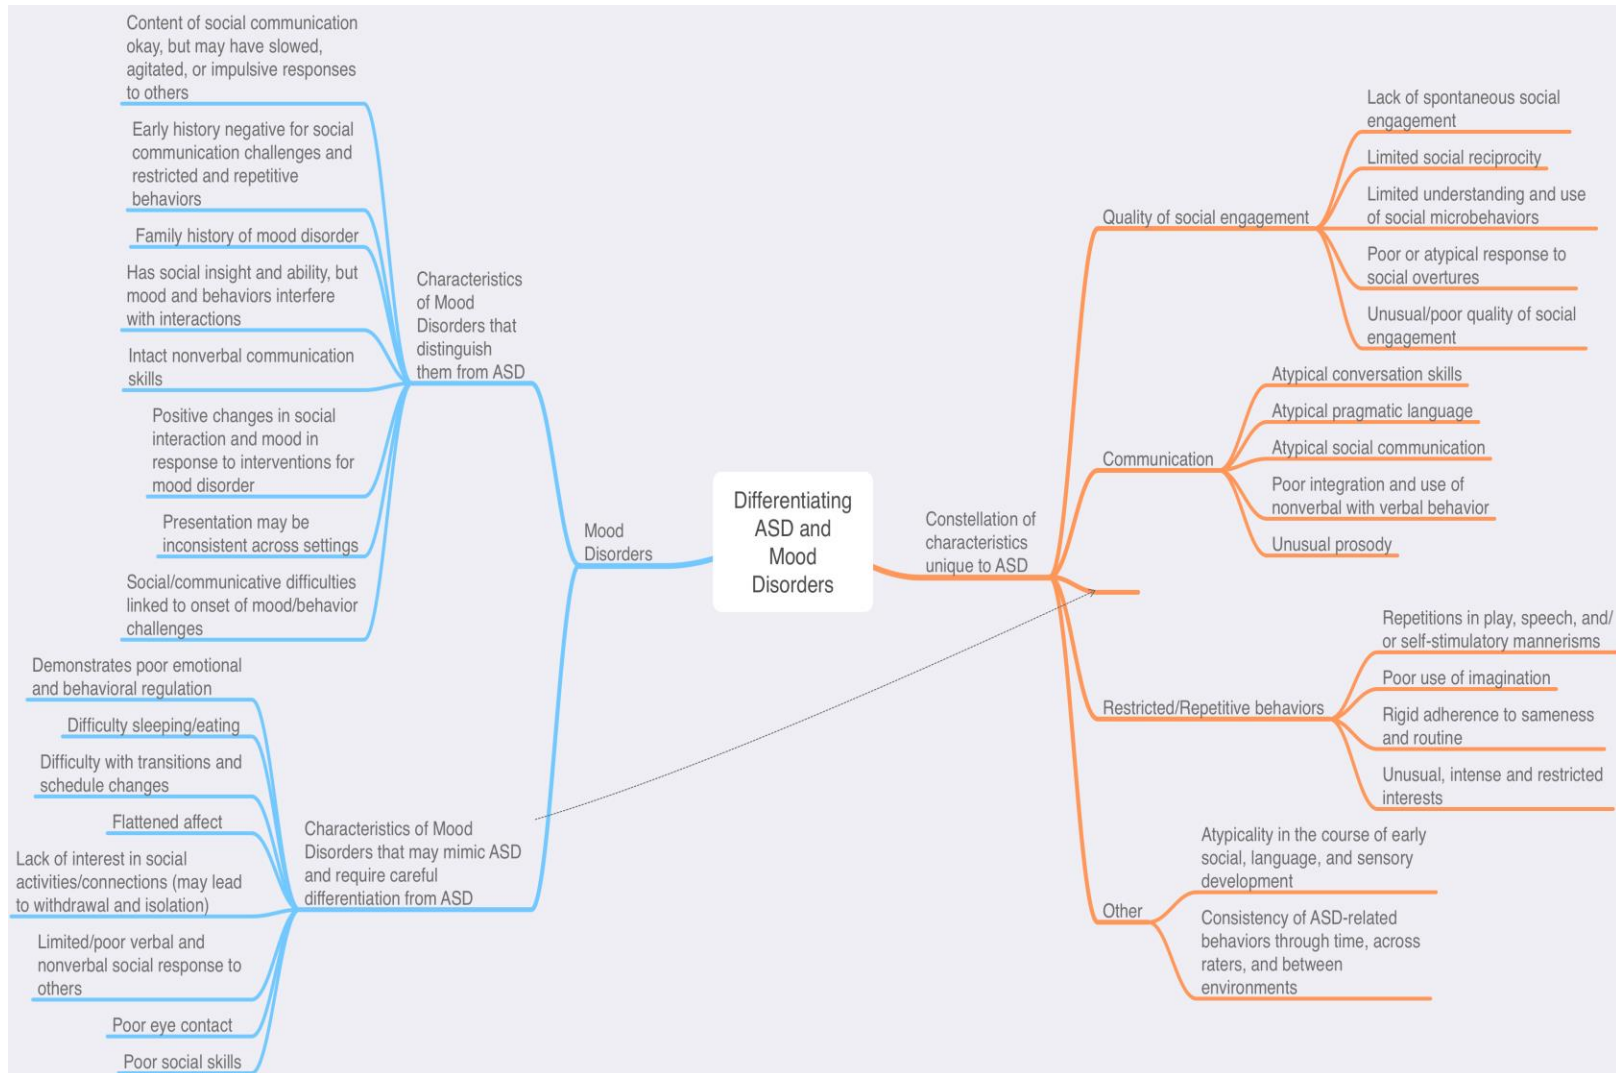 Content of social communication
okay, but may have slowed,
agitated, or impulsive responses
to others
Early history negative for social
communication challenges and
restricted and repetitive
behaviors
Family history of mood disorder
Has social insight and ability, but
mood and behaviors interfere
with interactions
Intact nonverbal communication
skills
Positive changes in social
interaction and mood in
response to interventions for
mood disorder
Presentation may be
inconsistent across settings
Social/communicative difficulties
linked to onset of mood/behavior
challenges
Characteristics
of Mood
Disorders that
distinguish
them from ASD
Demonstrates poor emotional
and behavioral regulation
Difficulty sleeping/eating
Difficulty with transitions and
schedule changes
Flattened affect
Lack of interest in social
activities/connections (may lead
to withdrawal and isolation)
Limited/poor verbal and
nonverbal social response to
others
Poor eye contact
Poor social skills
Characteristics of Mood
Disorders that may mimic ASD
and require careful
differentiation from ASD
Mood
Disorders
Differentiating
ASD and
Mood
Disorders
Constellation of
characteristics
unique to ASD
Quality of social engagement
Lack of spontaneous social
engagement
Limited social reciprocity
Limited understanding and use
of social microbehaviors
Poor or atypical response to
social overtures
Unusual/poor quality of social
engagement
Communication
Atypical conversation skills
Atypical pragmatic language
Atypical social communication
Poor integration and use of
nonverbal with verbal behavior
Unusual prosody
Restricted/Repetitive behaviors
Repetitions in play, speech, and/
or self-stimulatory mannerisms
Poor use of imagination
Rigid adherence to sameness
and routine
Unusual, intense and restricted
interests
Other
Atypicality in the course of early
social, language, and sensory
development
Consistency of ASD-related
behaviors through time, across
raters, and between
environments